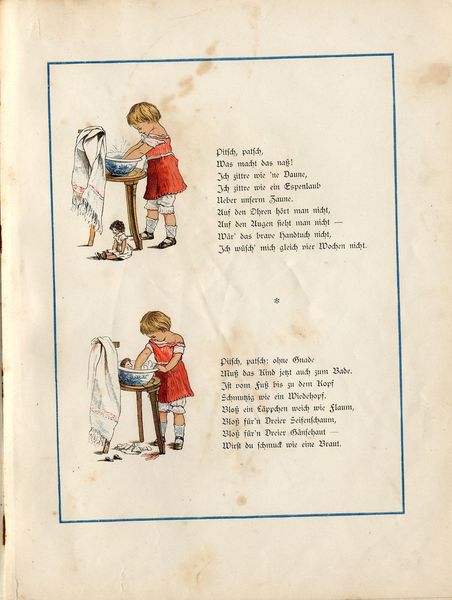 Pitsch, patsch,
Was macht das naß!
Ich zittre wie 'ne Daune,
Ich zittre wie ein Espenlaub
Ueber unserm Zaune.
Auf den Ohren hört man nicht,
Auf den Augen sieht man nicht —
Wär' das brave Handtuch nicht,
Ich wüsch' mich gleich vier Wochen nicht.
*
Pitsch, patsch: ohne Gnade
Muß das Kind jetzt auch zum Bade.
Ist vom Fuß bis zu dem Kopf
Schmutzig wie ein Wiedehopf.
Bloß ein Läppchen weich wie Flaum,
Bloß für'n Dreier Seifenschaum,
Bloß für'n Dreier Gänsehaut —
Wirst du schmuck wie eine Braut.